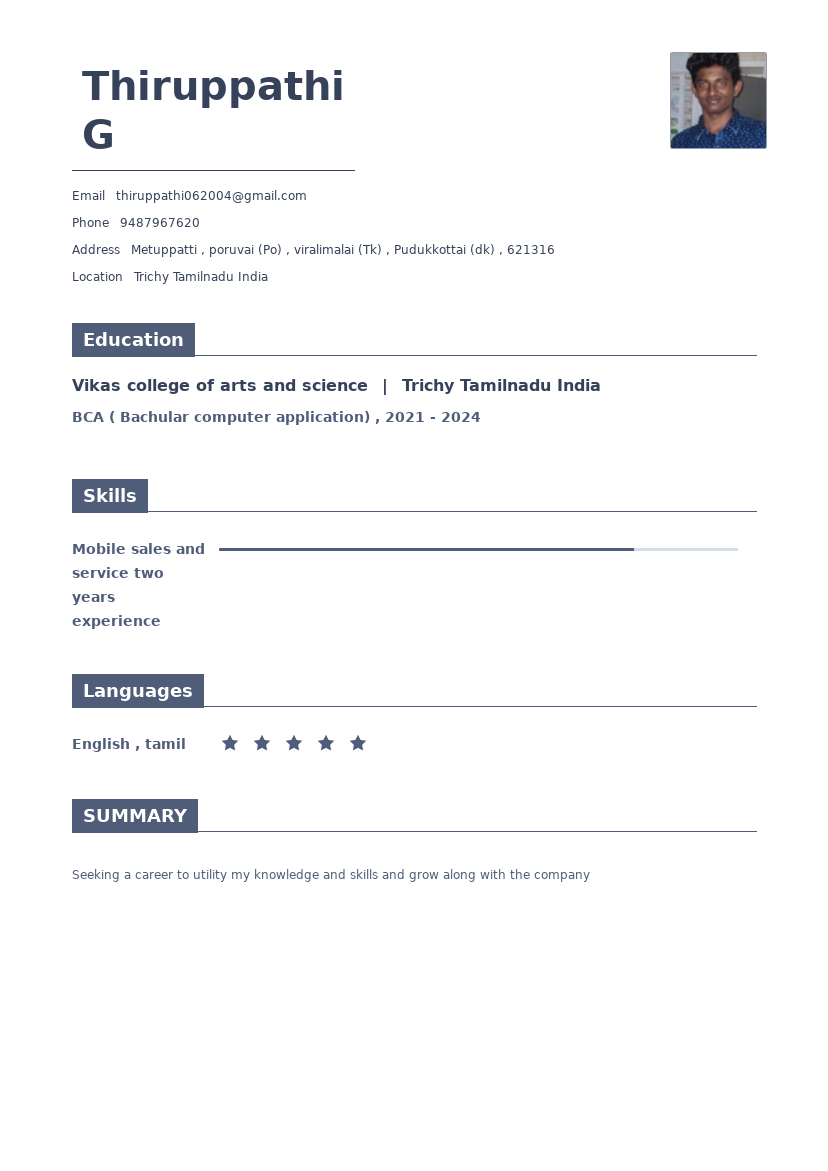 Thiruppathi
G
Email thiruppathi062004@gmail.com
Phone 9487967620
Address Metuppatti , poruvai (Po) , viralimalai (Tk) , Pudukkottai (dk) , 621316
Location Trichy Tamilnadu India
Education
Vikas college of arts and science | Trichy Tamilnadu India
BCA ( Bachular computer application) , 2021 - 2024
Skills
Mobile sales and
service two
years
experience
Languages
English , tamil
SUMMARY
Seeking a career to utility my knowledge and skills and grow along with the company